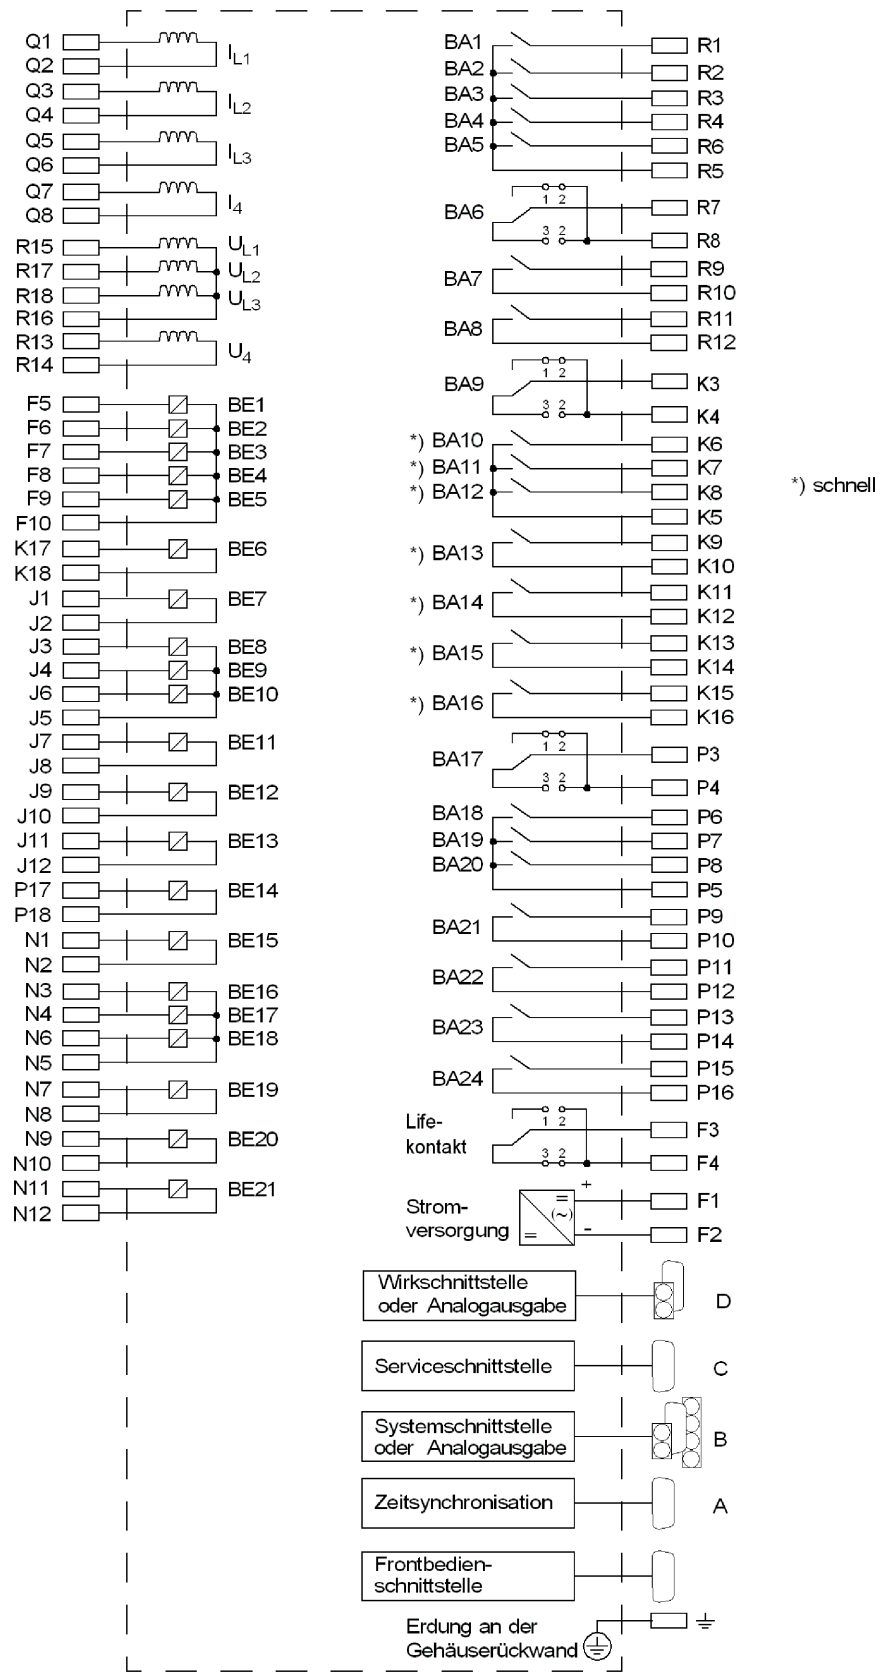 Q1
Q2
I L1
Q3
Q4
I L2
Q5
Q6
I L3
Q7
Q8
I 4
R15 U L1
R17 U L2
R18 U L3
R16
R13
R14
U 4
F5 BE1
F6 BE2
F7 BE3
F8 BE4
F9 BE5
F10
K17 BE6
K18
J1 BE7
J2
J3 BE8
J4 BE9
J6 BE10
J5
J7 BE11
J8
J9 BE12
J10
J11 BE13
J12
P17 BE14
P18
N1 BE15
N2
N3 BE16
N4 BE17
N6 BE18
N5
N7 BE19
N8
N9 BE20
N10
N11 BE21
N12
BA1 R1
BA2 R2
BA3 R3
BA4 R4
BA5 R6
R5
1 2
BA6 R7
3 2
R8
BA7 R9
R10
BA8 R11
R12
1 2
BA9 K3
3 2
K4
*) BA10 K6
*) BA11 K7
*) BA12 K8
*) schnell
K5
*) BA13 K9
K10
*) BA14 K11
K12
*) BA15 K13
K14
*) BA16 K15
K16
1 2
BA17 P3
3 2
P4
BA18 P6
BA19 P7
BA20 P8
P5
BA21 P9
P10
BA22 P11
P12
BA23 P13
P14
BA24 P15
P16
1 2
Life-
kontakt
F3
3 2
F4
Strom-
versorgung
=
(~)
=
+
-
F1
F2
Wirkschnittstelle
oder Analogausgabe
D
Serviceschnittstelle
C
Systemschnittstelle
oder Analogausgabe
B
Zeitsynchronisation
A
Frontbedien-
schnittstelle
Erdung an der
Gehäuserückwand